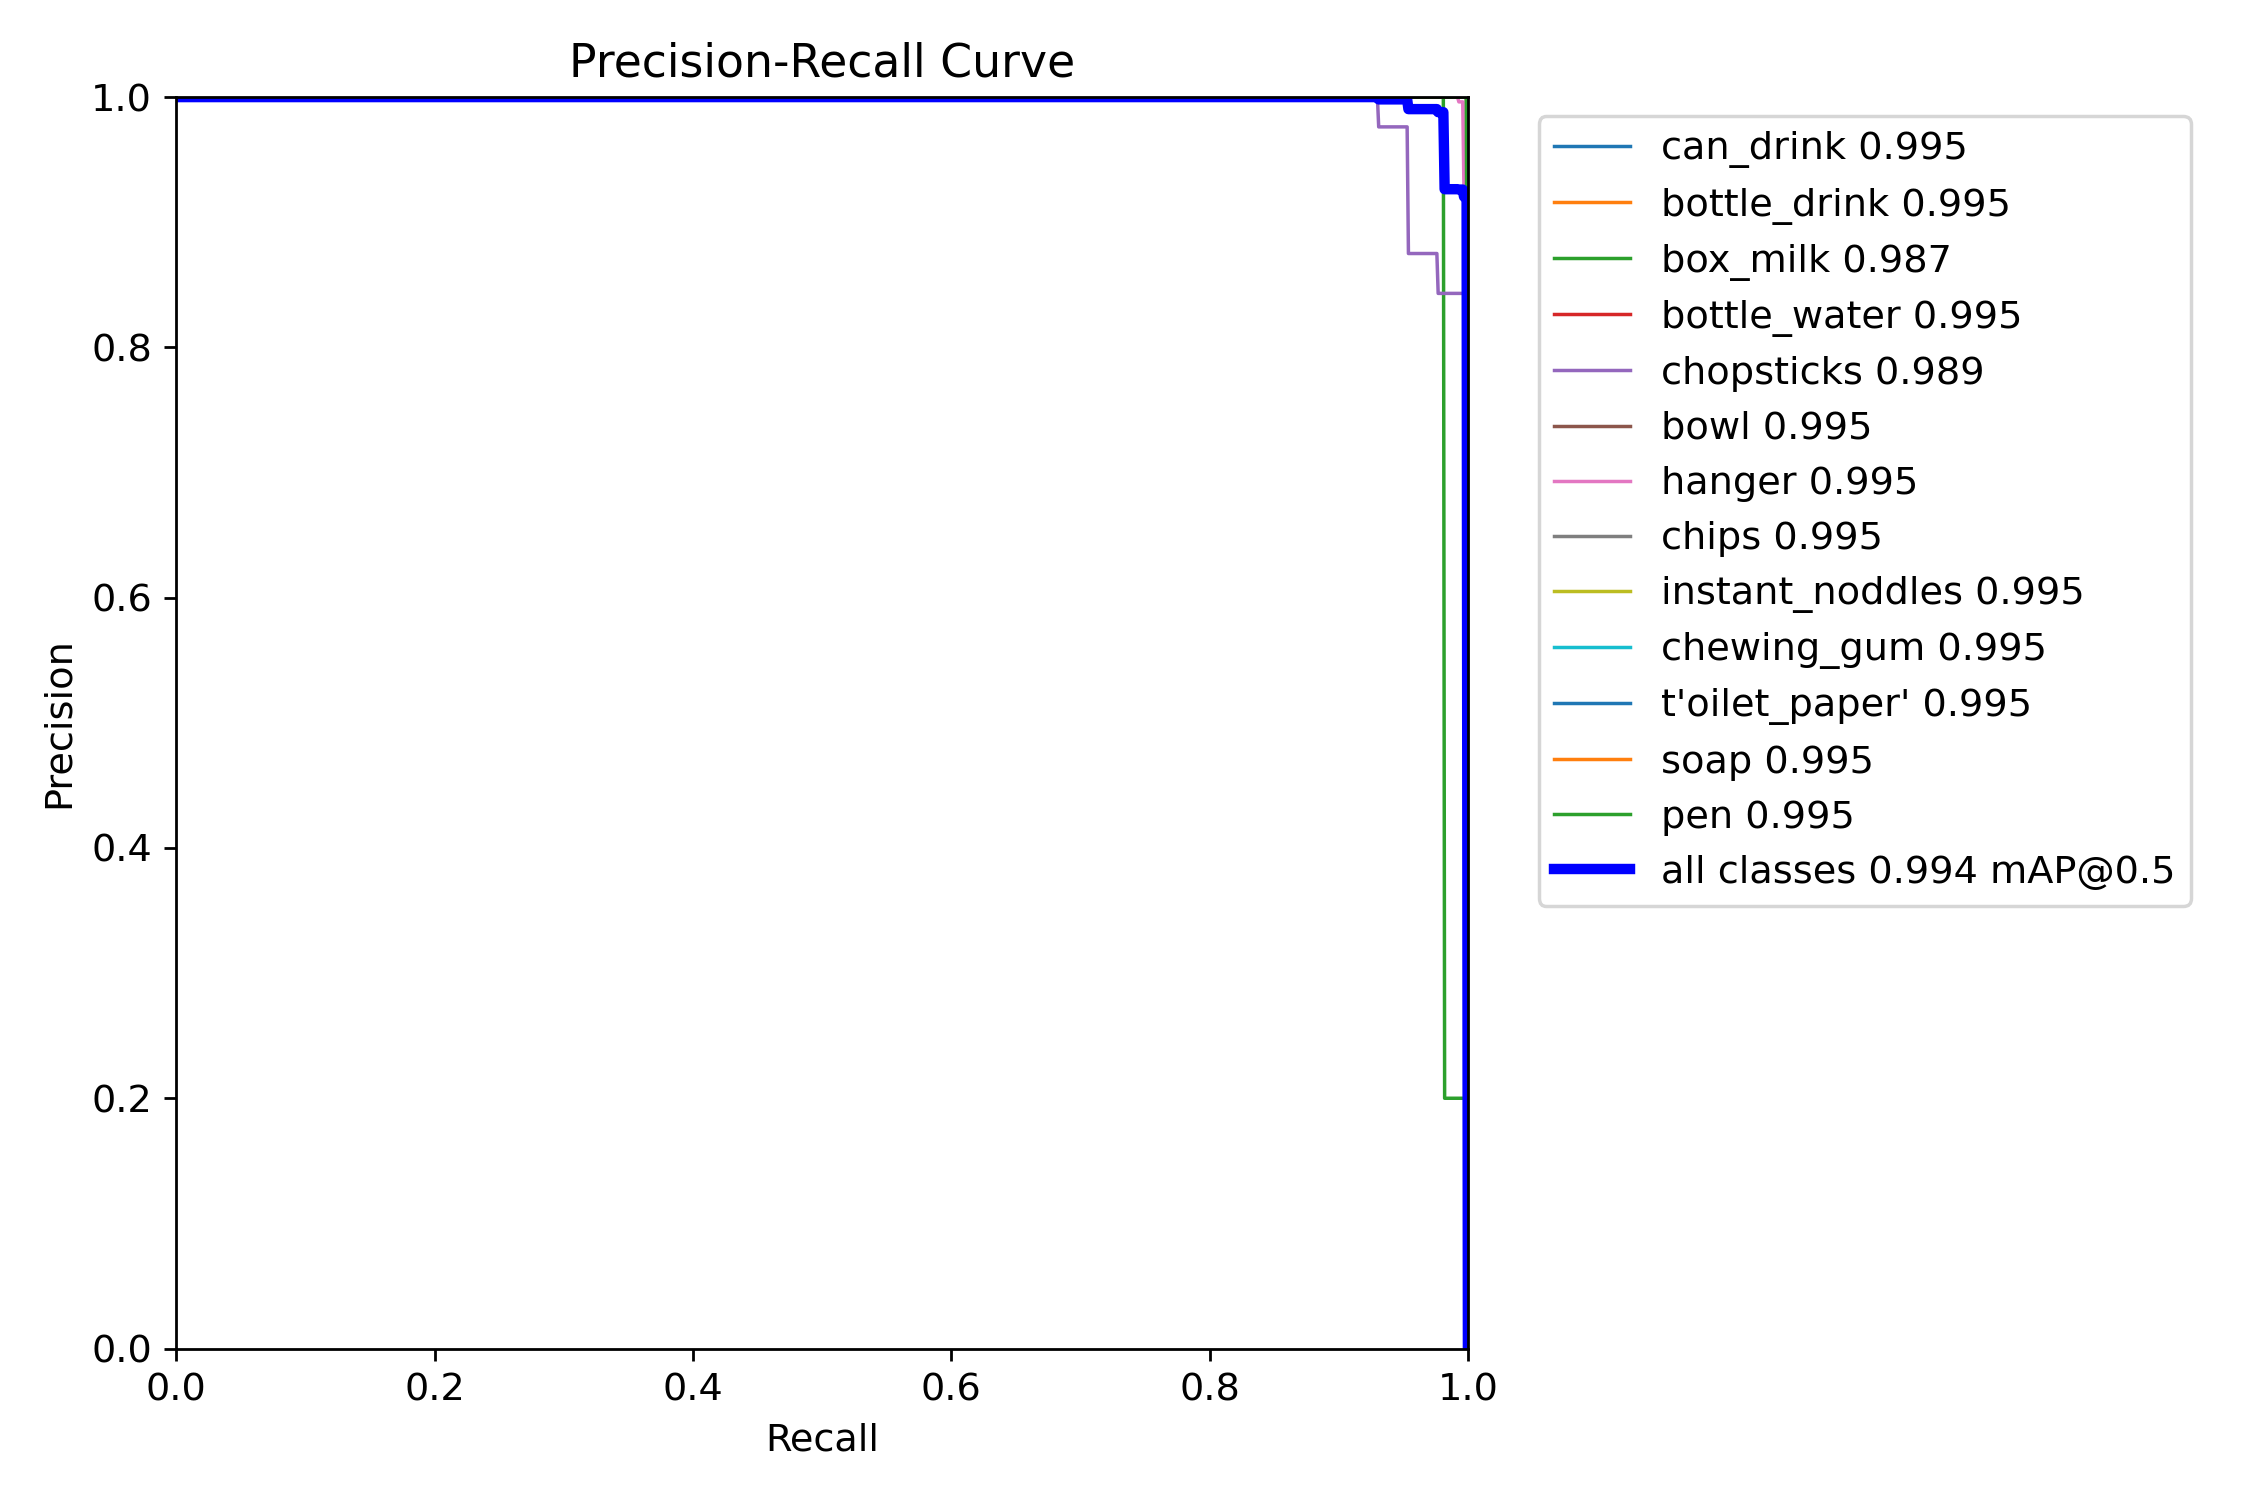 Precision-Recall Curve
1.0
0.8
0.6
0.4
0.2
0.0
Precision
0.0 0.2 0.4 0.6 0.8 1.0
Recall
can_drink 0.995
bottle_drink 0.995
box_milk 0.987
bottle_water 0.995
chopsticks 0.989
bowl 0.995
hanger 0.995
chips 0.995
instant_noddles 0.995
chewing_gum 0.995
t'oilet_paper' 0.995
soap 0.995
pen 0.995
all classes 0.994 mAP@0.5